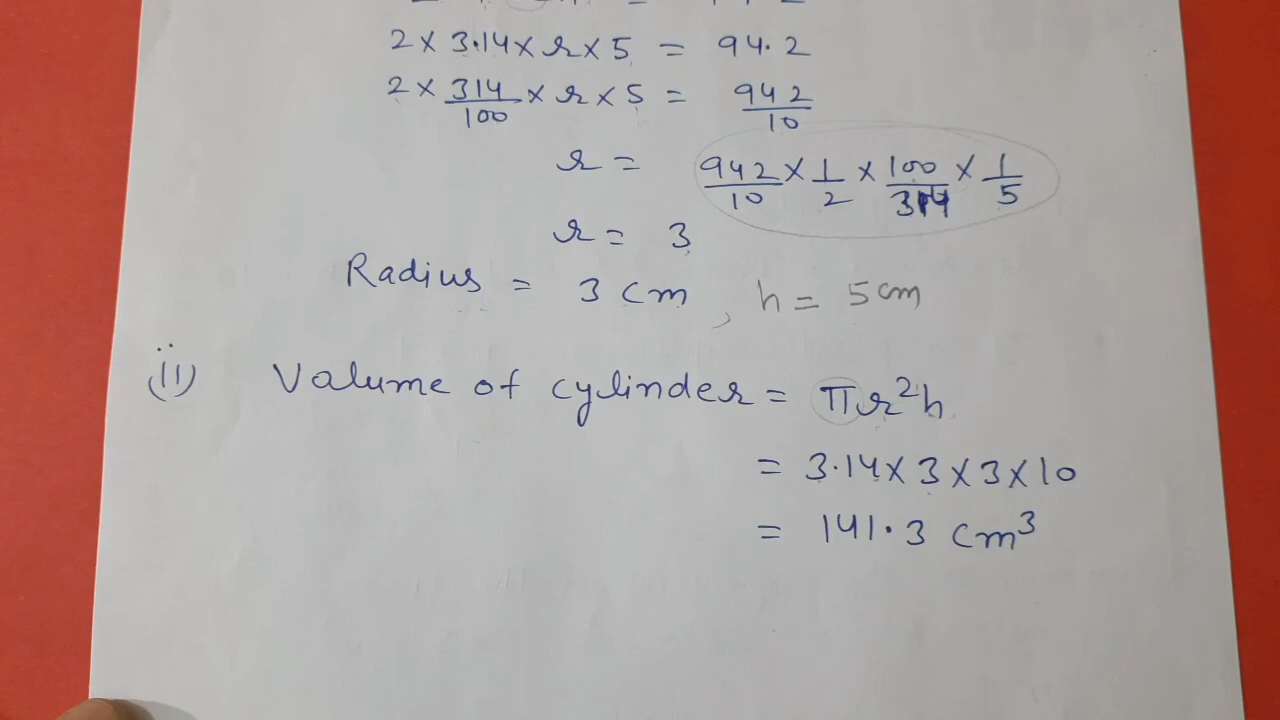 2 × 3.14 × r × 5 = 94.2
2 × 314/100 × r × 5 = 942/10
r = 942/10 × 1/2 × 100/314 × 1/5
r = 3
Radius = 3 cm, h = 5 cm
(ii) Valume of cylinder = πr²h
= 3.14 × 3 × 3 × 10
= 141.3 cm³